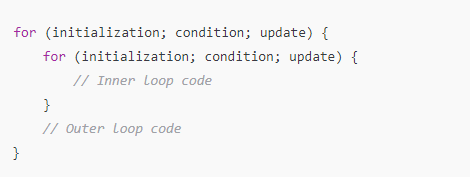 for (initialization; condition; update) {
    for (initialization; condition; update) {
        // Inner loop code
    }
    // Outer loop code
}